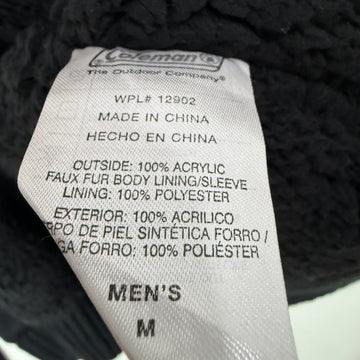 Coleman®
The Outdoor Company®
WPL# 12902
MADE IN CHINA
HECHO EN CHINA
OUTSIDE: 100% ACRYLIC
FAUX FUR BODY LINING/SLEEVE
LINING: 100% POLYESTER
EXTERIOR: 100% ACRILICO
RPO DE PIEL SINTÉTICA FORRO /
GA FORRO: 100% POLIÉSTER
MEN'S
M